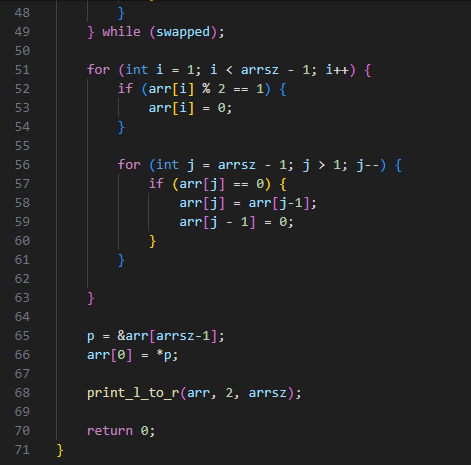 48 }
49 } while (swapped);
50
51 for (int i = 1; i < arrsz - 1; i++) {
52 if (arr[i] % 2 == 1) {
53 arr[i] = 0;
54 }
55
56 for (int j = arrsz - 1; j > 1; j--) {
57 if (arr[j] == 0) {
58 arr[j] = arr[j-1];
59 arr[j - 1] = 0;
60 }
61 }
62
63 }
64
65 p = &arr[arrsz-1];
66 arr[0] = *p;
67
68 print_l_to_r(arr, 2, arrsz);
69
70 return 0;
71 }